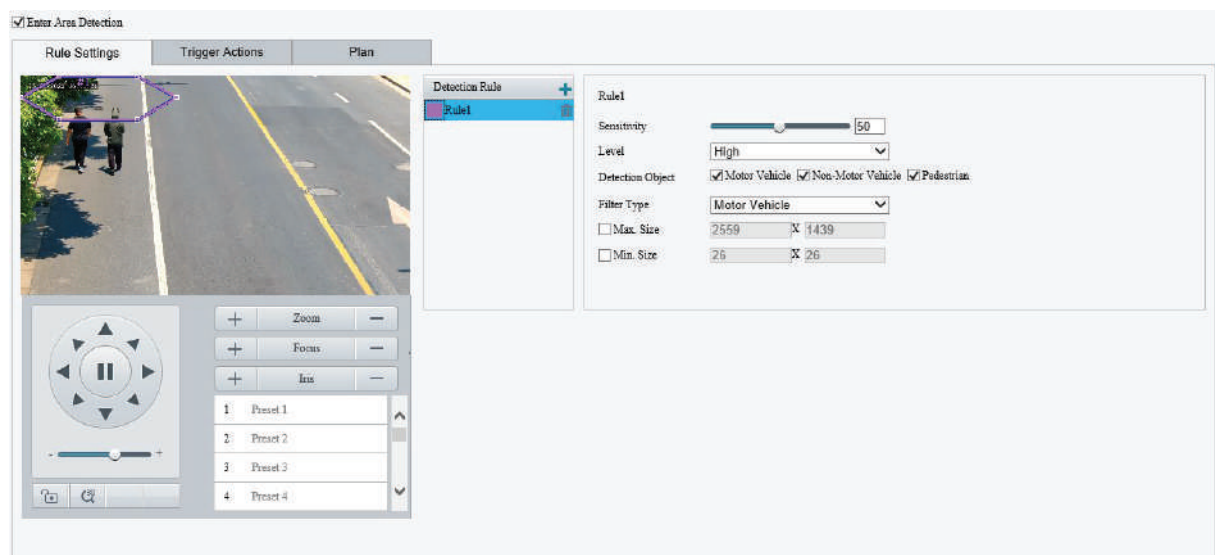 Enter Area Detection
Rule Settings
Trigger Actions
Plan
Detection Rule
Rule1
Rule1
Sensitivity
50
Level
High
Detection Object
Motor Vehicle Non-Motor Vehicle Pedestrian
Filter Type
Motor Vehicle
Max. Size
2559 X 1439
Min. Size
26 X 26
+ Zoom −
+ Focus −
+ Iris −
1 Preset 1
2 Preset 2
3 Preset 3
4 Preset 4
- +